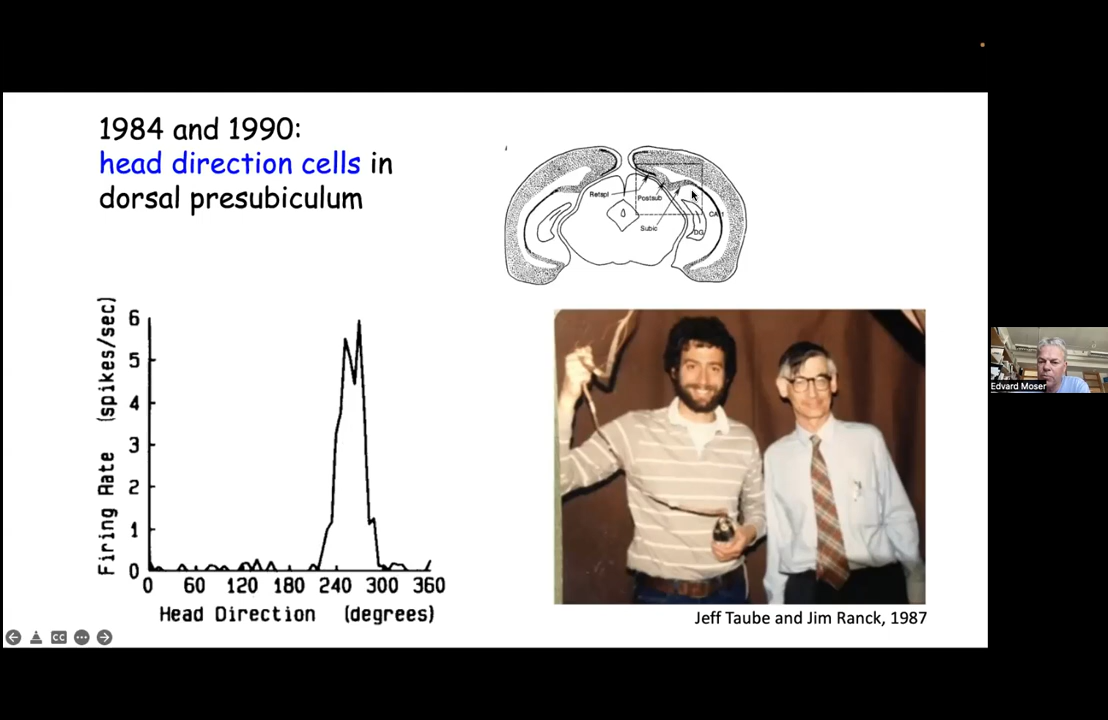 1984 and 1990:
head direction cells in
dorsal presubiculum
Retspl
Postsub
Subic
CA1
DG
Firing Rate (spikes/sec)
6
5
4
3
2
1
0
0 60 120 180 240 300 360
Head Direction (degrees)
Jeff Taube and Jim Ranck, 1987
CC
Edvard Moser